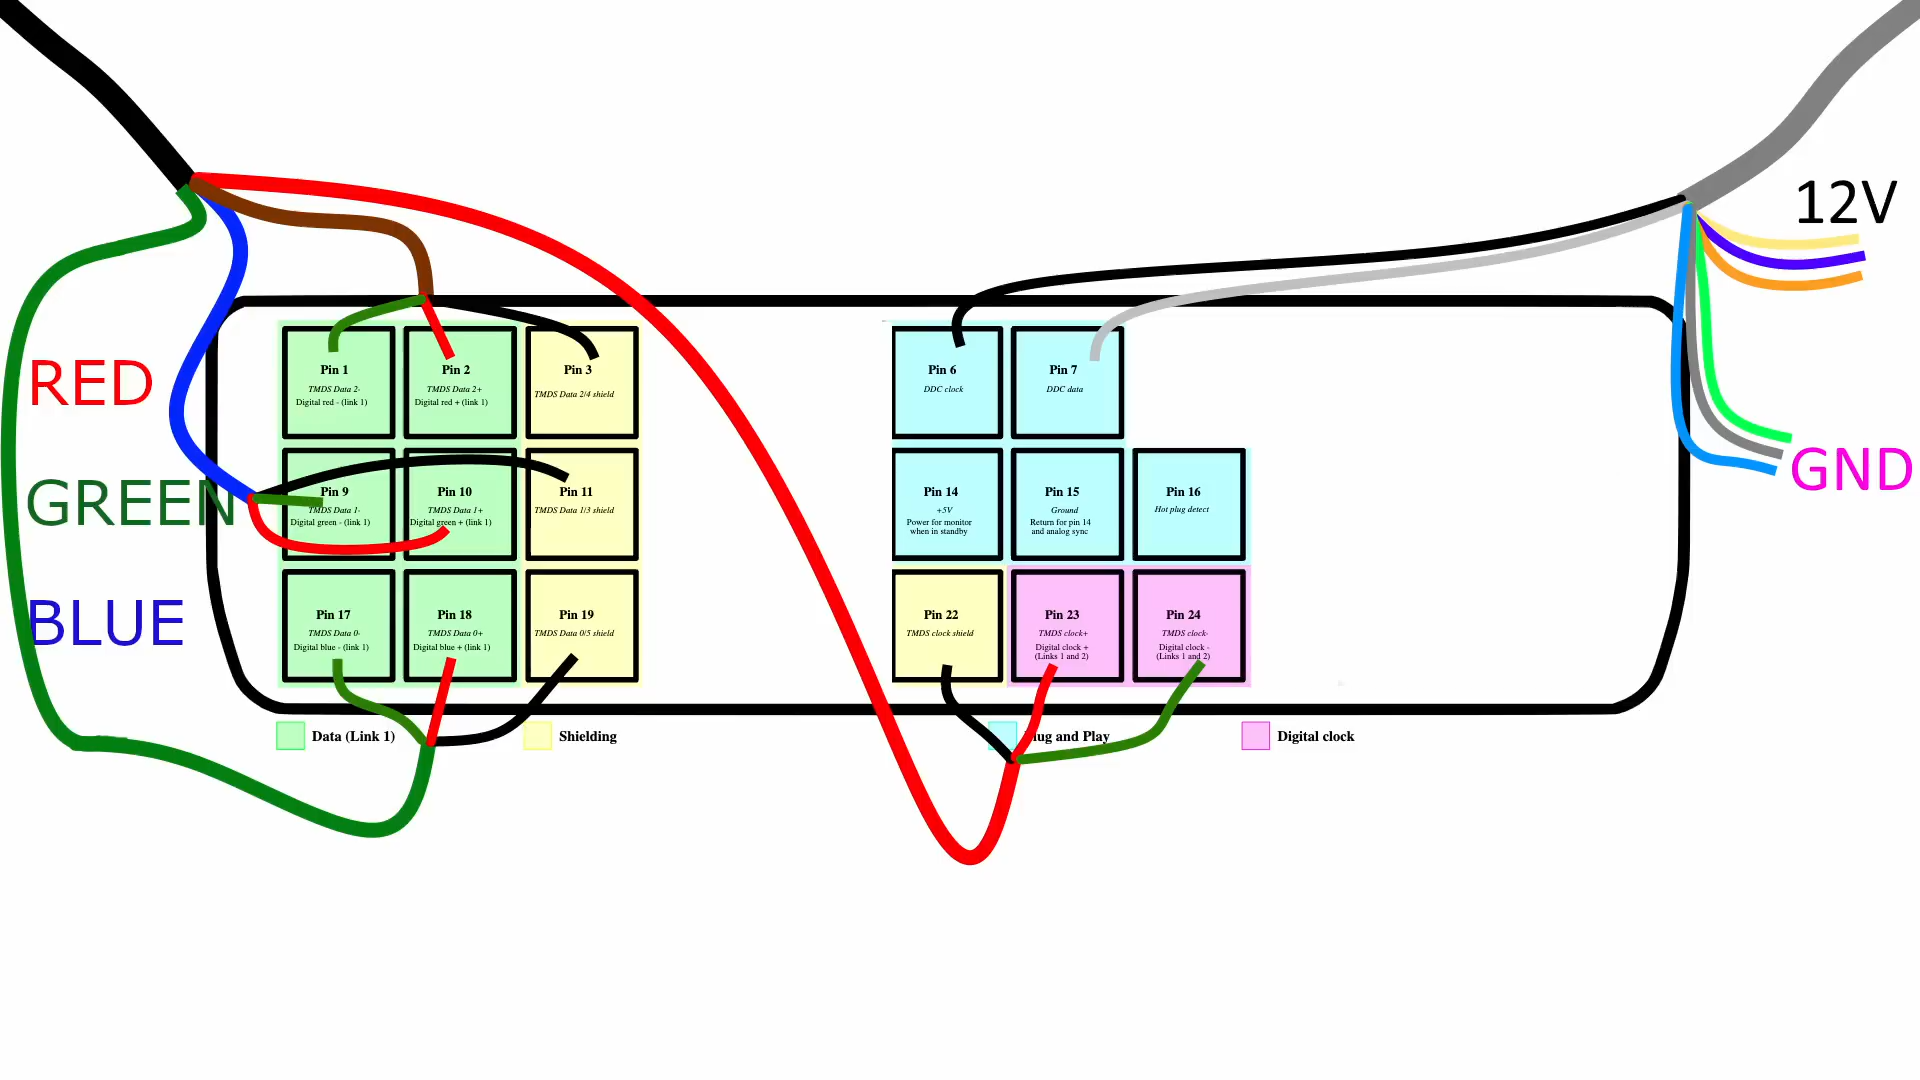 12V
RED
GREEN
BLUE
GND
Pin 1
TMDS Data 2-
Digital red - (link 1)
Pin 2
TMDS Data 2+
Digital red + (link 1)
Pin 3
TMDS Data 2/4 shield
Pin 6
DDC clock
Pin 7
DDC data
Pin 9
TMDS Data 1-
Digital green - (link 1)
Pin 10
TMDS Data 1+
Digital green + (link 1)
Pin 11
TMDS Data 1/3 shield
Pin 14
+5V
Power for monitor
when in standby
Pin 15
Ground
Return for pin 14
and analog sync
Pin 16
Hot plug detect
Pin 17
TMDS Data 0-
Digital blue - (link 1)
Pin 18
TMDS Data 0+
Digital blue + (link 1)
Pin 19
TMDS Data 0/5 shield
Pin 22
TMDS clock shield
Pin 23
TMDS clock+
Digital clock +
(Links 1 and 2)
Pin 24
TMDS clock-
Digital clock -
(Links 1 and 2)
Data (Link 1)
Shielding
Plug and Play
Digital clock